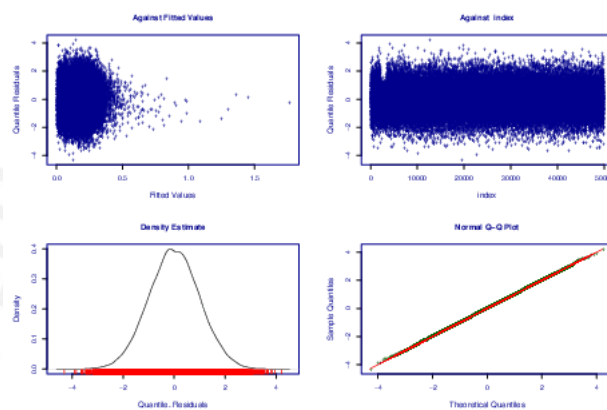 Against Fitted Values
Quantile Residuals
-4 -2 0 2 4
0.0 0.5 1.0 1.5
Fitted Values
Against index
Quantile Residuals
-4 -2 0 2 4
0 10000 20000 30000 40000 50000
index
Density Estimate
Density
0.0 0.1 0.2 0.3 0.4
-4 -2 0 2 4
Quantile. Residuals
Normal Q-Q Plot
Sample Quantiles
-4 -2 0 2 4
-4 -2 0 2 4
Theoretical Quantiles